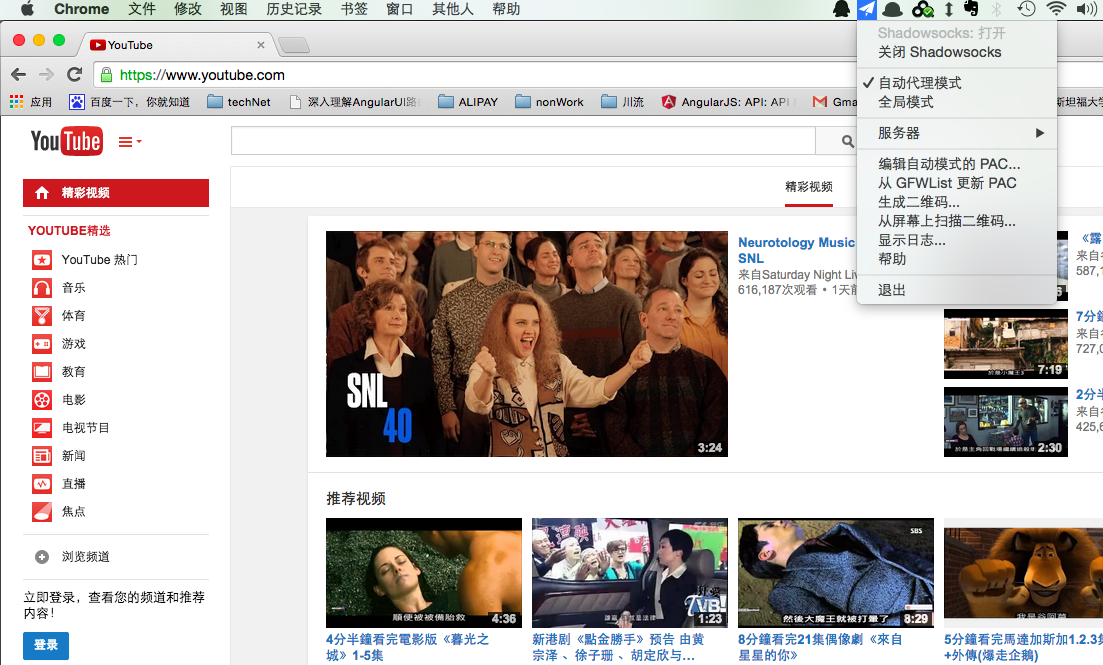 Chrome 文件 修改 视图 历史记录 书签 窗口 其他人 帮助
YouTube
https://www.youtube.com
应用 百度一下，你就知道 techNet 深入理解AngularUI路 ALIPAY nonWork 川流 AngularJS: API: API Gma 斯坦福大学
Shadowsocks: 打开
关闭 Shadowsocks
自动代理模式
全局模式
服务器
编辑自动模式的 PAC...
从 GFWList 更新 PAC
生成二维码...
从屏幕上扫描二维码...
显示日志...
帮助
退出
YouTube
精彩视频
精彩视频
YOUTUBE精选
YouTube 热门
音乐
体育
游戏
教育
电影
电视节目
新闻
直播
焦点
浏览频道
立即登录，查看您的频道和推荐
内容！
登录
SNL
40
3:24
Neurotology Music
SNL
来自Saturday Night Liv
616,187次观看 • 1天前
《露
来自谷
587,1
7:19
7分鐘
来自谷
727,0
2:30
2分半
来自谷
425,6
推荐视频
順便被被備胎救
4:36
4分半鐘看完電影版《暮光之
城》1-5集
TVB!
1:23
新港剧《點金勝手》预告 由黄
宗泽 、徐子珊 、胡定欣与...
SBS
然後大魔王就被打暈了
8:29
8分鐘看完21集偶像劇《來自
星星的你》
我是谷阿莫
5分鐘看完馬達加斯加1.2.3集
+外傳(爆走企鵝)